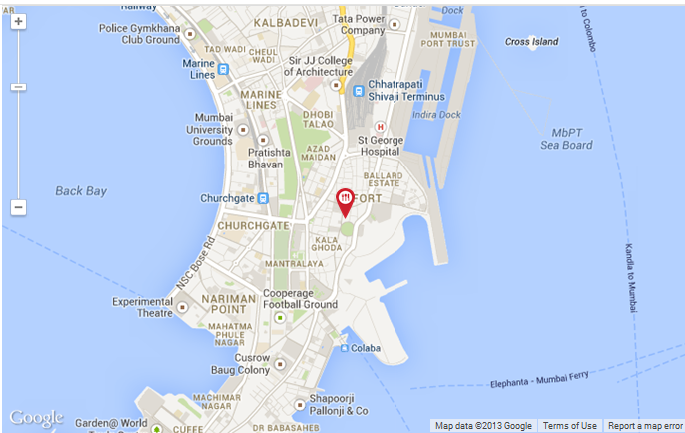 Railway
KALBADEVI
Dock
Police Gymkhana
Club Ground
Tata Power
Company
MUMBAI
PORT TRUST
Cross Island
to Colombo
TAD WADI
CHEUL
WADI
Sir JJ College
of Architecture
Marine
Lines
Chhatrapati
Shivaji Terminus
MARINE
LINES
Indira Dock
DHOBI
TALAO
Mumbai
University
Grounds
MbPT
Sea Board
St George
Hospital
Pratishta
Bhavan
AZAD
MAIDAN
BALLARD
ESTATE
Back Bay
Churchgate
FORT
CHURCHGATE
KALA
GHODA
NSC Bose Rd
MANTRALAYA
Kandla to Mumbai
Experimental
Theatre
NARIMAN
POINT
Cooperage
Football Ground
MAHATMA
PHULE
NAGAR
Colaba
Cusrow
Baug Colony
Elephanta - Mumbai Ferry
MACHIMAR
NAGAR
Shapoorji
Pallonji & Co
Google
Garden@ World
CUFFE
DR BABASAHEB
Map data ©2013 Google
Terms of Use
Report a map error